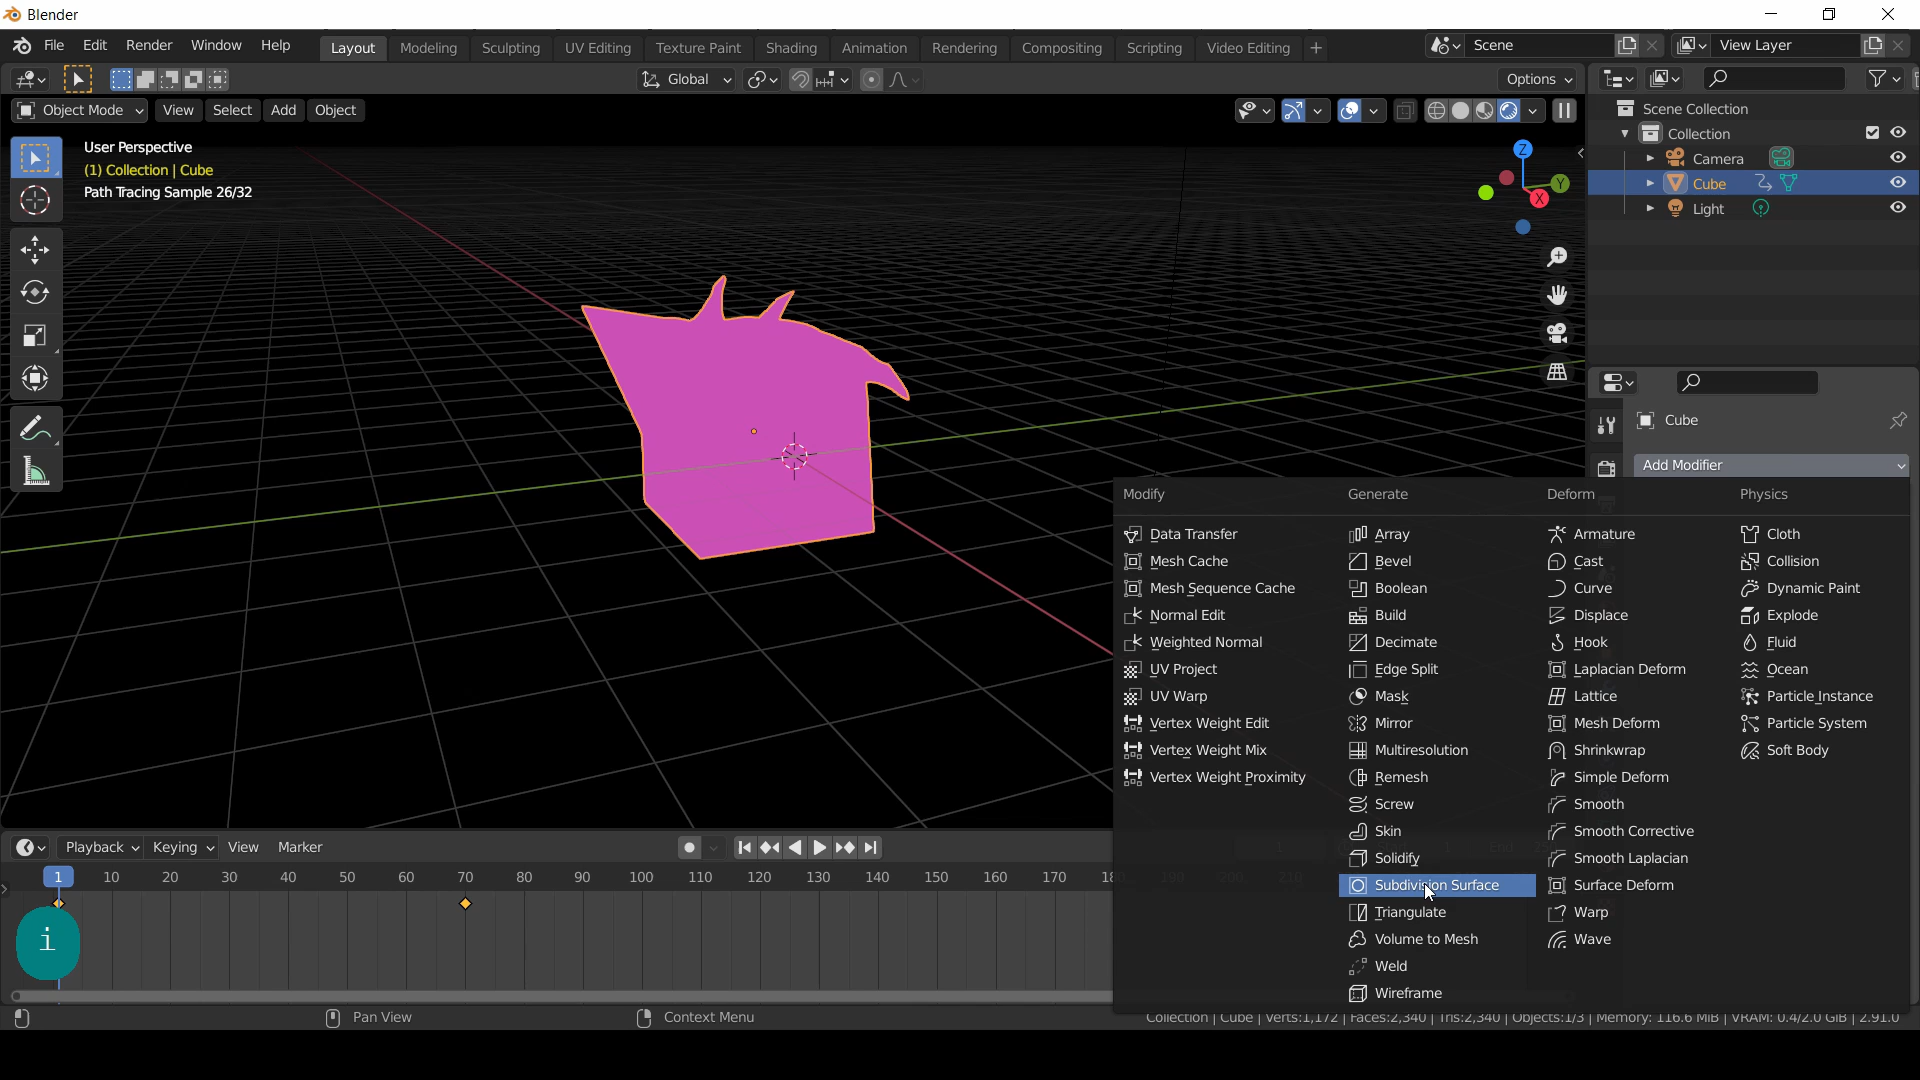 Blender
File Edit Render Window Help Layout Modeling Sculpting UV Editing Texture Paint Shading Animation Rendering Compositing Scripting Video Editing + Scene View Layer
Global Options
Object Mode View Select Add Object
User Perspective
(1) Collection | Cube
Path Tracing Sample 26/32
Z
Y
X
Scene Collection
Collection
Camera
Cube
Light
Cube
Add Modifier
Modify Generate Deform Physics
Data Transfer Array Armature Cloth
Mesh Cache Bevel Cast Collision
Mesh Sequence Cache Boolean Curve Dynamic Paint
Normal Edit Build Displace Explode
Weighted Normal Decimate Hook Fluid
UV Project Edge Split Laplacian Deform Ocean
UV Warp Mask Lattice Particle Instance
Vertex Weight Edit Mirror Mesh Deform Particle System
Vertex Weight Mix Multiresolution Shrinkwrap Soft Body
Vertex Weight Proximity Remesh Simple Deform
Screw Smooth
Skin Smooth Corrective
Solidify Smooth Laplacian
Subdivision Surface Surface Deform
Triangulate Warp
Volume to Mesh Wave
Weld
Wireframe
Playback Keying View Marker
1 10 20 30 40 50 60 70 80 90 100 110 120 130 140 150 160 170
i
Pan View Context Menu Collection | Cube | Verts:1,172 | Faces:2,340 | Tris:2,340 | Objects:1/3 | Memory: 116.6 MiB | VRAM: 0.4/2.0 GiB | 2.91.0